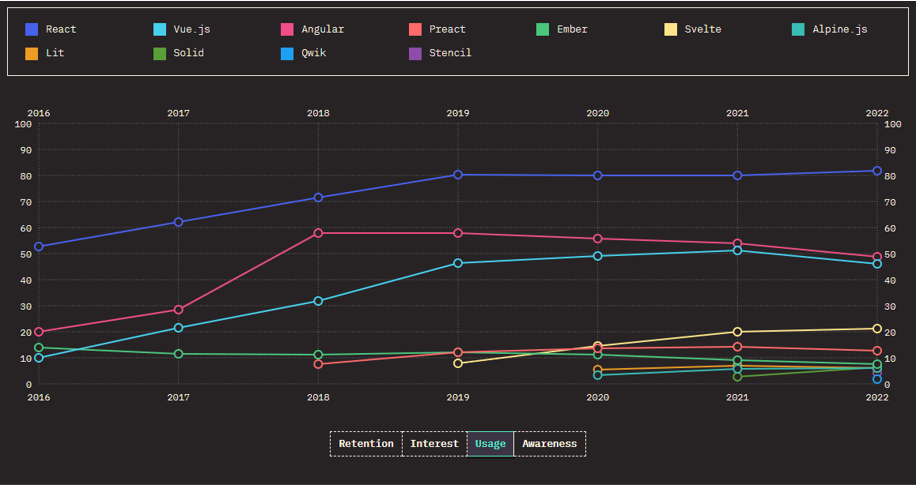 React Vue.js Angular Preact Ember Svelte Alpine.js
Lit Solid Qwik Stencil
2016 2017 2018 2019 2020 2021 2022
100 100
90 90
80 80
70 70
60 60
50 50
40 40
30 30
20 20
10 10
0 0
2016 2017 2018 2019 2020 2021 2022
Retention Interest Usage Awareness